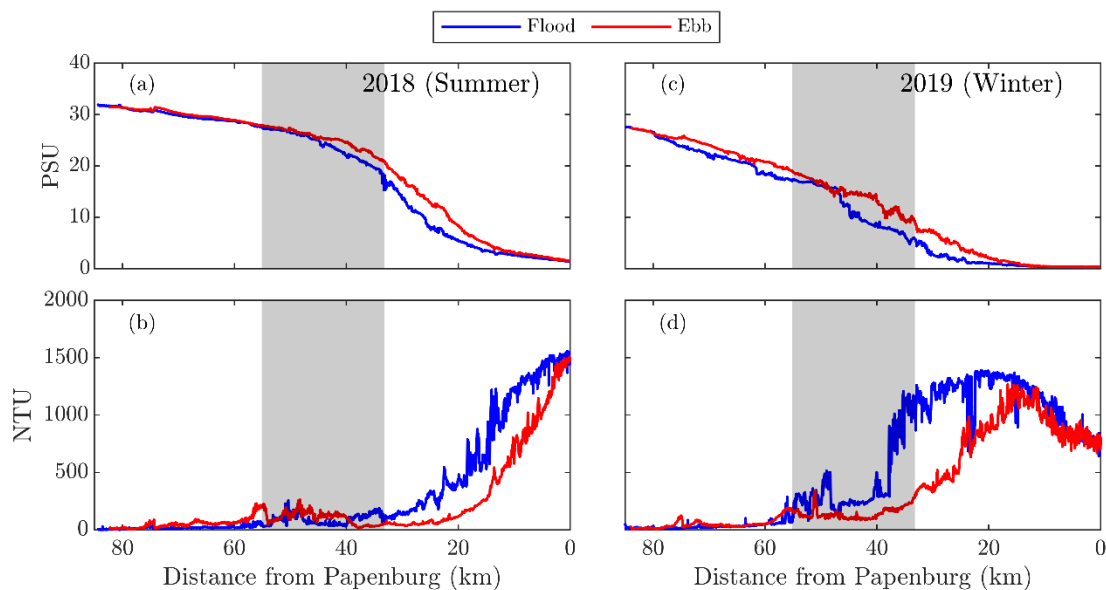 Flood Ebb
(a) 2018 (Summer)
40
30
20
10
0
PSU
(c) 2019 (Winter)
(b)
2000
1500
1000
500
0
NTU
80 60 40 20 0
Distance from Papenburg (km)
(d)
80 60 40 20 0
Distance from Papenburg (km)